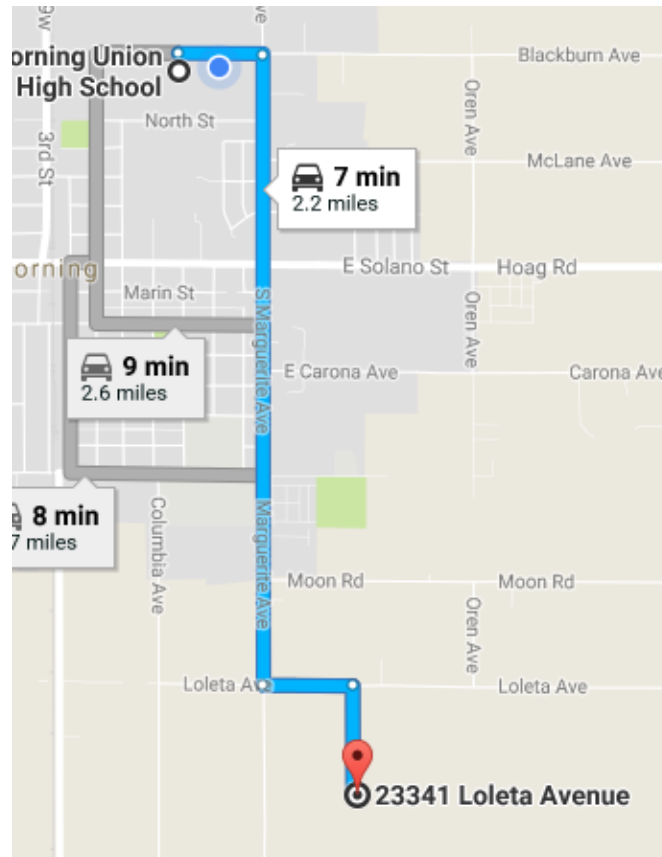 9w
orning Union
High School
Blackburn Ave
North St
Oren Ave
3rd St
McLane Ave
7 min
2.2 miles
orning
E Solano St
Hoag Rd
Marin St
S Marguerite Ave
Oren Ave
9 min
2.6 miles
E Carona Ave
Carona Ave
8 min
7 miles
Columbia Ave
Marguerite Ave
Moon Rd
Moon Rd
Oren Ave
Loleta Ave
Loleta Ave
23341 Loleta Avenue